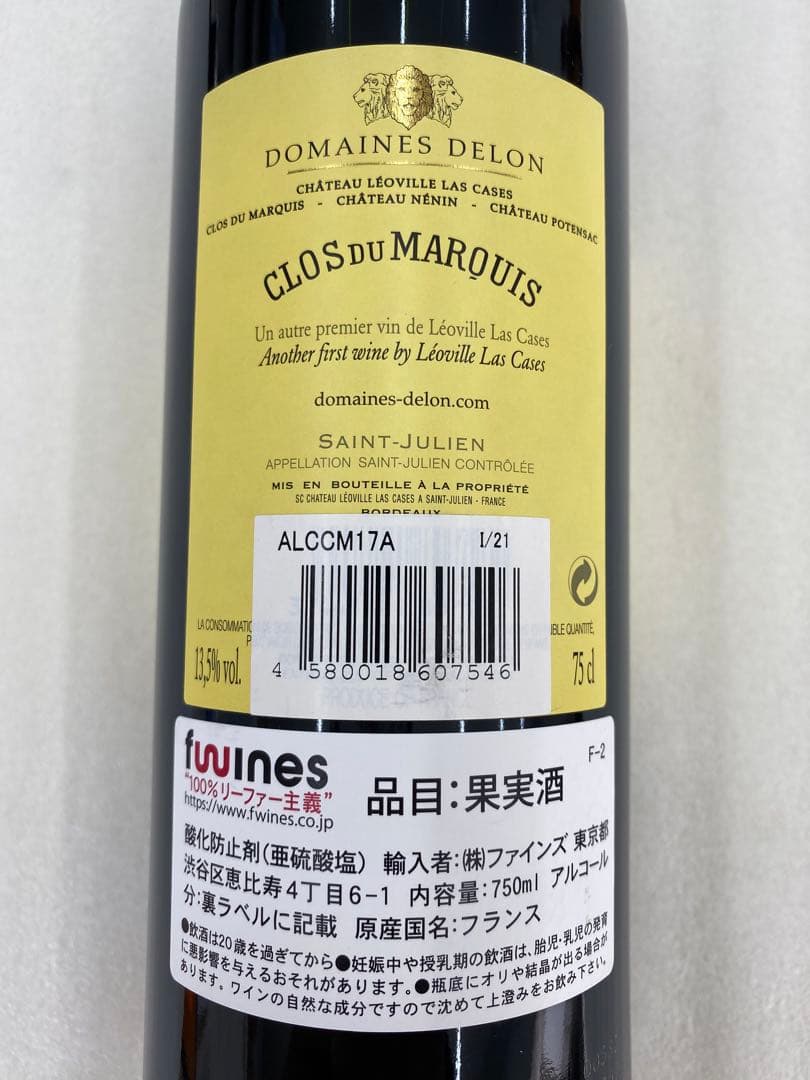 DOMAINES DELON
CHÂTEAU LÉOVILLE LAS CASES
CLOS DU MARQUIS - CHÂTEAU NÉNIN - CHÂTEAU POTENSAC
CLOS DU MARQUIS
Un autre premier vin de Léoville Las Cases
Another first wine by Léoville Las Cases
domaines-delon.com
SAINT-JULIEN
APPELLATION SAINT-JULIEN CONTRÔLÉE
MIS EN BOUTEILLE À LA PROPRIÉTÉ
SC CHATEAU LÉOVILLE LAS CASES A SAINT-JULIEN - FRANCE
BORDEAUX
ALCCM17A I/21
LA QUANTITÉ,
13,5% vol.
75 cl
4 580018 607546
fwines
"100%リーファー主義"
https://www.fwines.co.jp
品目:果実酒
F-2
酸化防止剤(亜硫酸塩) 輸入者:㈱ファインズ 東京都
渋谷区恵比寿4丁目6-1 内容量:750ml アルコール
分:裏ラベルに記載 原産国名:フランス
●飲酒は20歳を過ぎてから●妊娠中や授乳期の飲酒は、胎児・乳児の発育
に悪影響を与えるおそれがあります。●瓶底にオリや結晶が出る場合が
あります。ワインの自然な成分ですので沈めて上澄みをお飲み下さい。